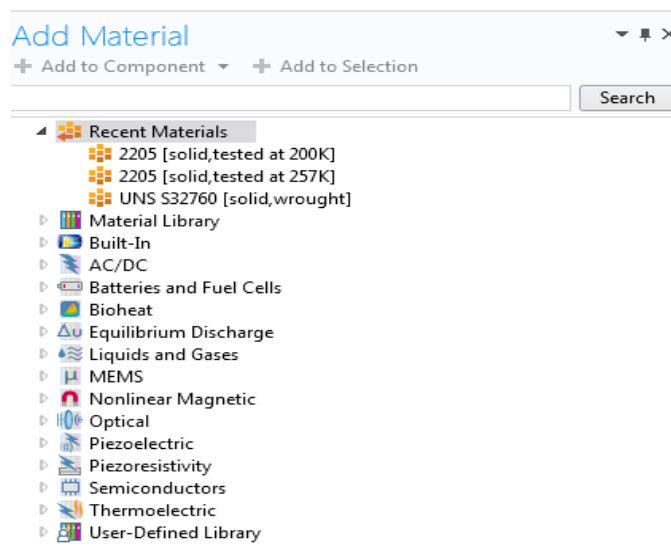 Add Material
Add to Component Add to Selection
Search
Recent Materials
2205 [solid,tested at 200K]
2205 [solid,tested at 257K]
UNS S32760 [solid,wrought]
Material Library
Built-In
AC/DC
Batteries and Fuel Cells
Bioheat
Δu Equilibrium Discharge
Liquids and Gases
μ MEMS
Nonlinear Magnetic
Optical
Piezoelectric
Piezoresistivity
Semiconductors
Thermoelectric
User-Defined Library